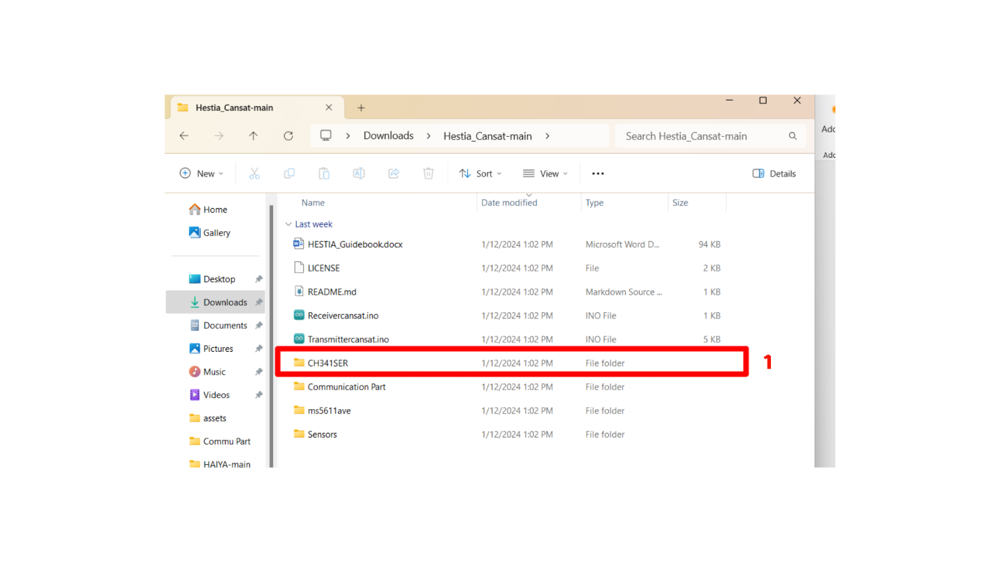 Hestia_Cansat-main
Downloads > Hestia_Cansat-main >
Search Hestia_Cansat-main
Add
New
Sort
View
Details
Home
Gallery
Desktop
Downloads
Documents
Pictures
Music
Videos
assets
Commu Part
HAIYA-main
Name Date modified Type Size
Last week
HESTIA_Guidebook.docx 1/12/2024 1:02 PM Microsoft Word D... 94 KB
LICENSE 1/12/2024 1:02 PM File 2 KB
README.md 1/12/2024 1:02 PM Markdown Source ... 1 KB
Receivercansat.ino 1/12/2024 1:02 PM INO File 1 KB
Transmittercansat.ino 1/12/2024 1:02 PM INO File 5 KB
CH341SER 1/12/2024 1:02 PM File folder 1
Communication Part 1/12/2024 1:02 PM File folder
ms5611ave 1/12/2024 1:02 PM File folder
Sensors 1/12/2024 1:02 PM File folder